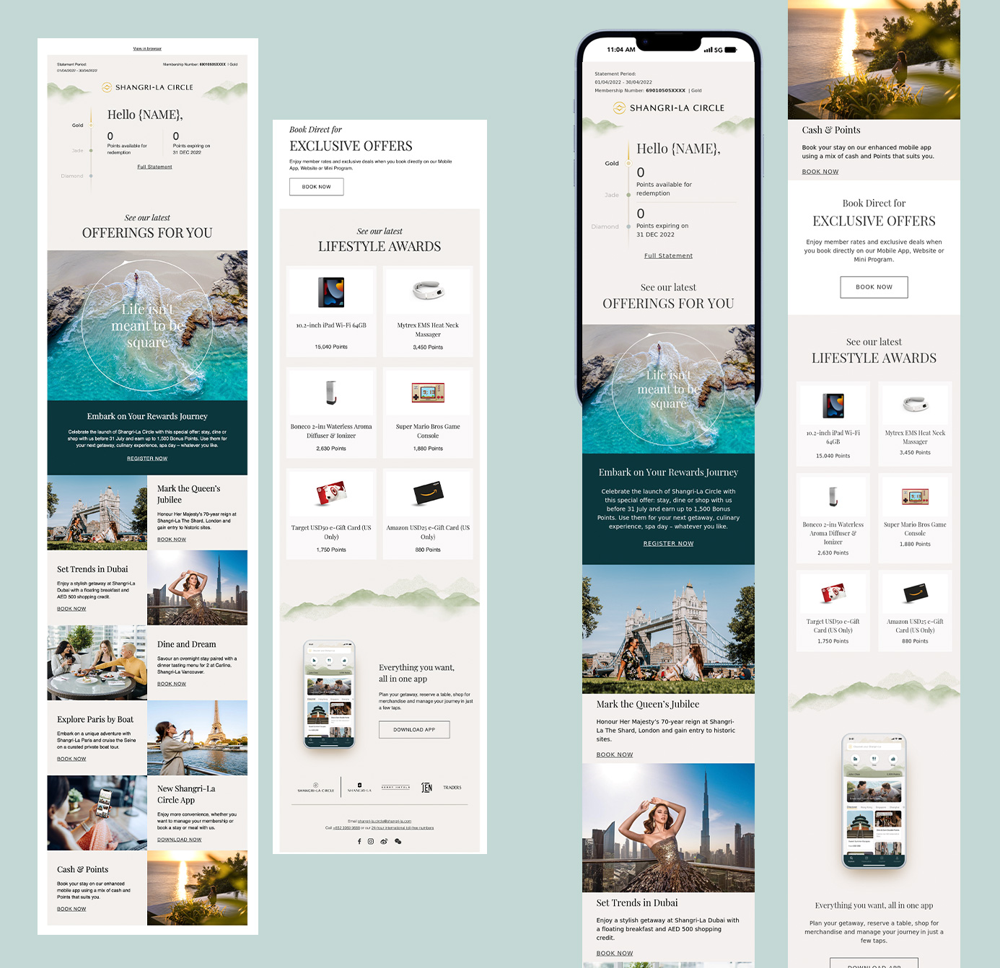 View in browser
Statement Period:
01/04/2022 - 30/04/2022
Membership Number: 69010505XXXX | Gold
SHANGRI-LA CIRCLE
Hello {NAME},
Gold
Jade
Diamond
0
Points available for
redemption
0
Points expiring on
31 DEC 2022
Full Statement
See our latest
OFFERINGS FOR YOU
Life isn't
meant to be
square
Embark on Your Rewards Journey
Celebrate the launch of Shangri-La Circle with this special offer: stay, dine or
shop with us before 31 July and earn up to 1,500 Bonus Points. Use them for
your next getaway, culinary experience, spa day – whatever you like.
REGISTER NOW
Mark the Queen's
Jubilee
Honour Her Majesty's 70-year reign at
Shangri-La The Shard, London and
gain entry to historic sites.
BOOK NOW
Set Trends in Dubai
Enjoy a stylish getaway at Shangri-La
Dubai with a floating breakfast and
AED 500 shopping credit.
BOOK NOW
Dine and Dream
Savour an overnight stay paired with a
dinner tasting menu for 2 at Carlino,
Shangri-La Vancouver.
BOOK NOW
Explore Paris by Boat
Embark on a unique adventure with
Shangri-La Paris and cruise the Seine
on a curated private boat tour.
BOOK NOW
New Shangri-La
Circle App
Enjoy more convenience, whether you
want to manage your membership or
book a stay or meal with us.
DOWNLOAD NOW
Cash & Points
Book your stay on our enhanced
mobile app using a mix of cash and
Points that suits you.
BOOK NOW
Book Direct for
EXCLUSIVE OFFERS
Enjoy member rates and exclusive deals when you book directly on our Mobile
App, Website or Mini Program.
BOOK NOW
See our latest
LIFESTYLE AWARDS
10.2-inch iPad Wi-Fi 64GB
15,040 Points
Mytrex EMS Heat Neck
Massager
3,450 Points
Boneco 2-in1 Waterless Aroma
Diffuser & Ionizer
2,630 Points
Super Mario Bros Game
Console
1,880 Points
Target USD50 e-Gift Card (US
Only)
1,750 Points
Amazon USD25 e-Gift Card (US
Only)
880 Points
Everything you want,
all in one app
Plan your getaway, reserve a table, shop for
merchandise and manage your journey in just
a few taps.
DOWNLOAD APP
SHANGRI-LA CIRCLE
SHANGRI-LA
KERRY HOTELS
JEN
TRADERS
Email shangri-la.circle@shangri-la.com
Call +852 3069 9688 or our 24-hour international toll-free numbers
11:04 AM
5G
Statement Period:
01/04/2022 - 30/04/2022
Membership Number: 69010505XXXX | Gold
SHANGRI-LA CIRCLE
Hello {NAME},
Gold
Jade
Diamond
0
Points available for
redemption
0
Points expiring on
31 DEC 2022
Full Statement
See our latest
OFFERINGS FOR YOU
Life isn't
meant to be
square
Embark on Your Rewards Journey
Celebrate the launch of Shangri-La Circle with
this special offer: stay, dine or shop with us
before 31 July and earn up to 1,500 Bonus
Points. Use them for your next getaway, culinary
experience, spa day – whatever you like.
REGISTER NOW
Mark the Queen's Jubilee
Honour Her Majesty's 70-year reign at Shangri-
La The Shard, London and gain entry to historic
sites.
BOOK NOW
Set Trends in Dubai
Enjoy a stylish getaway at Shangri-La Dubai with
a floating breakfast and AED 500 shopping
credit.
BOOK NOW
Cash & Points
Book your stay on our enhanced mobile app
using a mix of cash and Points that suits you.
BOOK NOW
Book Direct for
EXCLUSIVE OFFERS
Enjoy member rates and exclusive deals when
you book directly on our Mobile App, Website or
Mini Program.
BOOK NOW
See our latest
LIFESTYLE AWARDS
10.2-inch iPad Wi-Fi
64GB
15,040 Points
Mytrex EMS Heat Neck
Massager
3,450 Points
Boneco 2-in1 Waterless
Aroma Diffuser &
Ionizer
2,630 Points
Super Mario Bros Game
Console
1,880 Points
Target USD50 e-Gift
Card (US Only)
1,750 Points
Amazon USD25 e-Gift
Card (US Only)
880 Points
Everything you want, all in one app
Plan your getaway, reserve a table, shop for
merchandise and manage your journey in just a
few taps.
DOWNLOAD APP